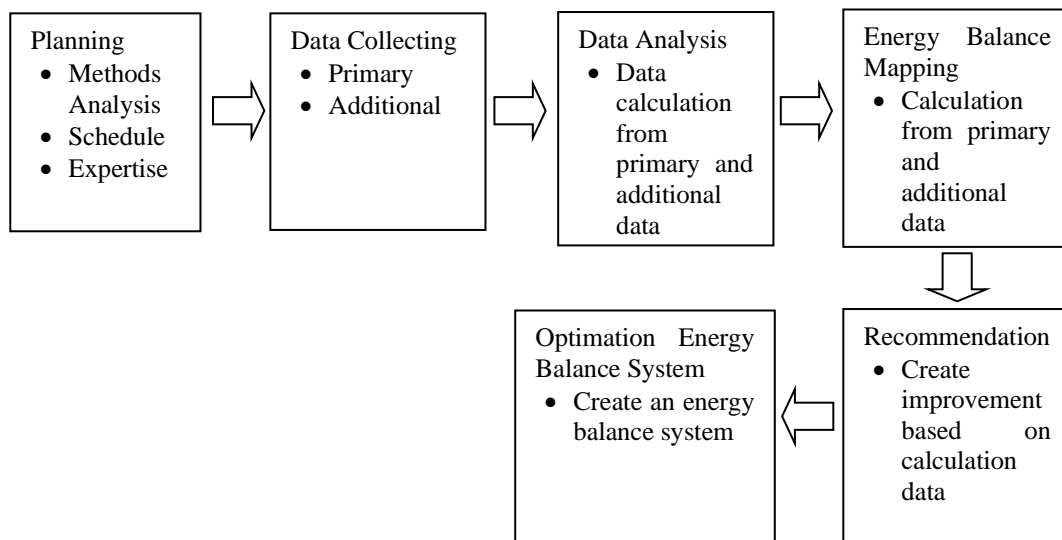 Planning
• Methods
Analysis
• Schedule
• Expertise
Data Collecting
• Primary
• Additional
Data Analysis
• Data
calculation
from
primary and
additional
data
Energy Balance
Mapping
• Calculation
from primary
and
additional
data
Recommendation
• Create
improvement
based on
calculation
data
Optimation Energy
Balance System
• Create an energy
balance system